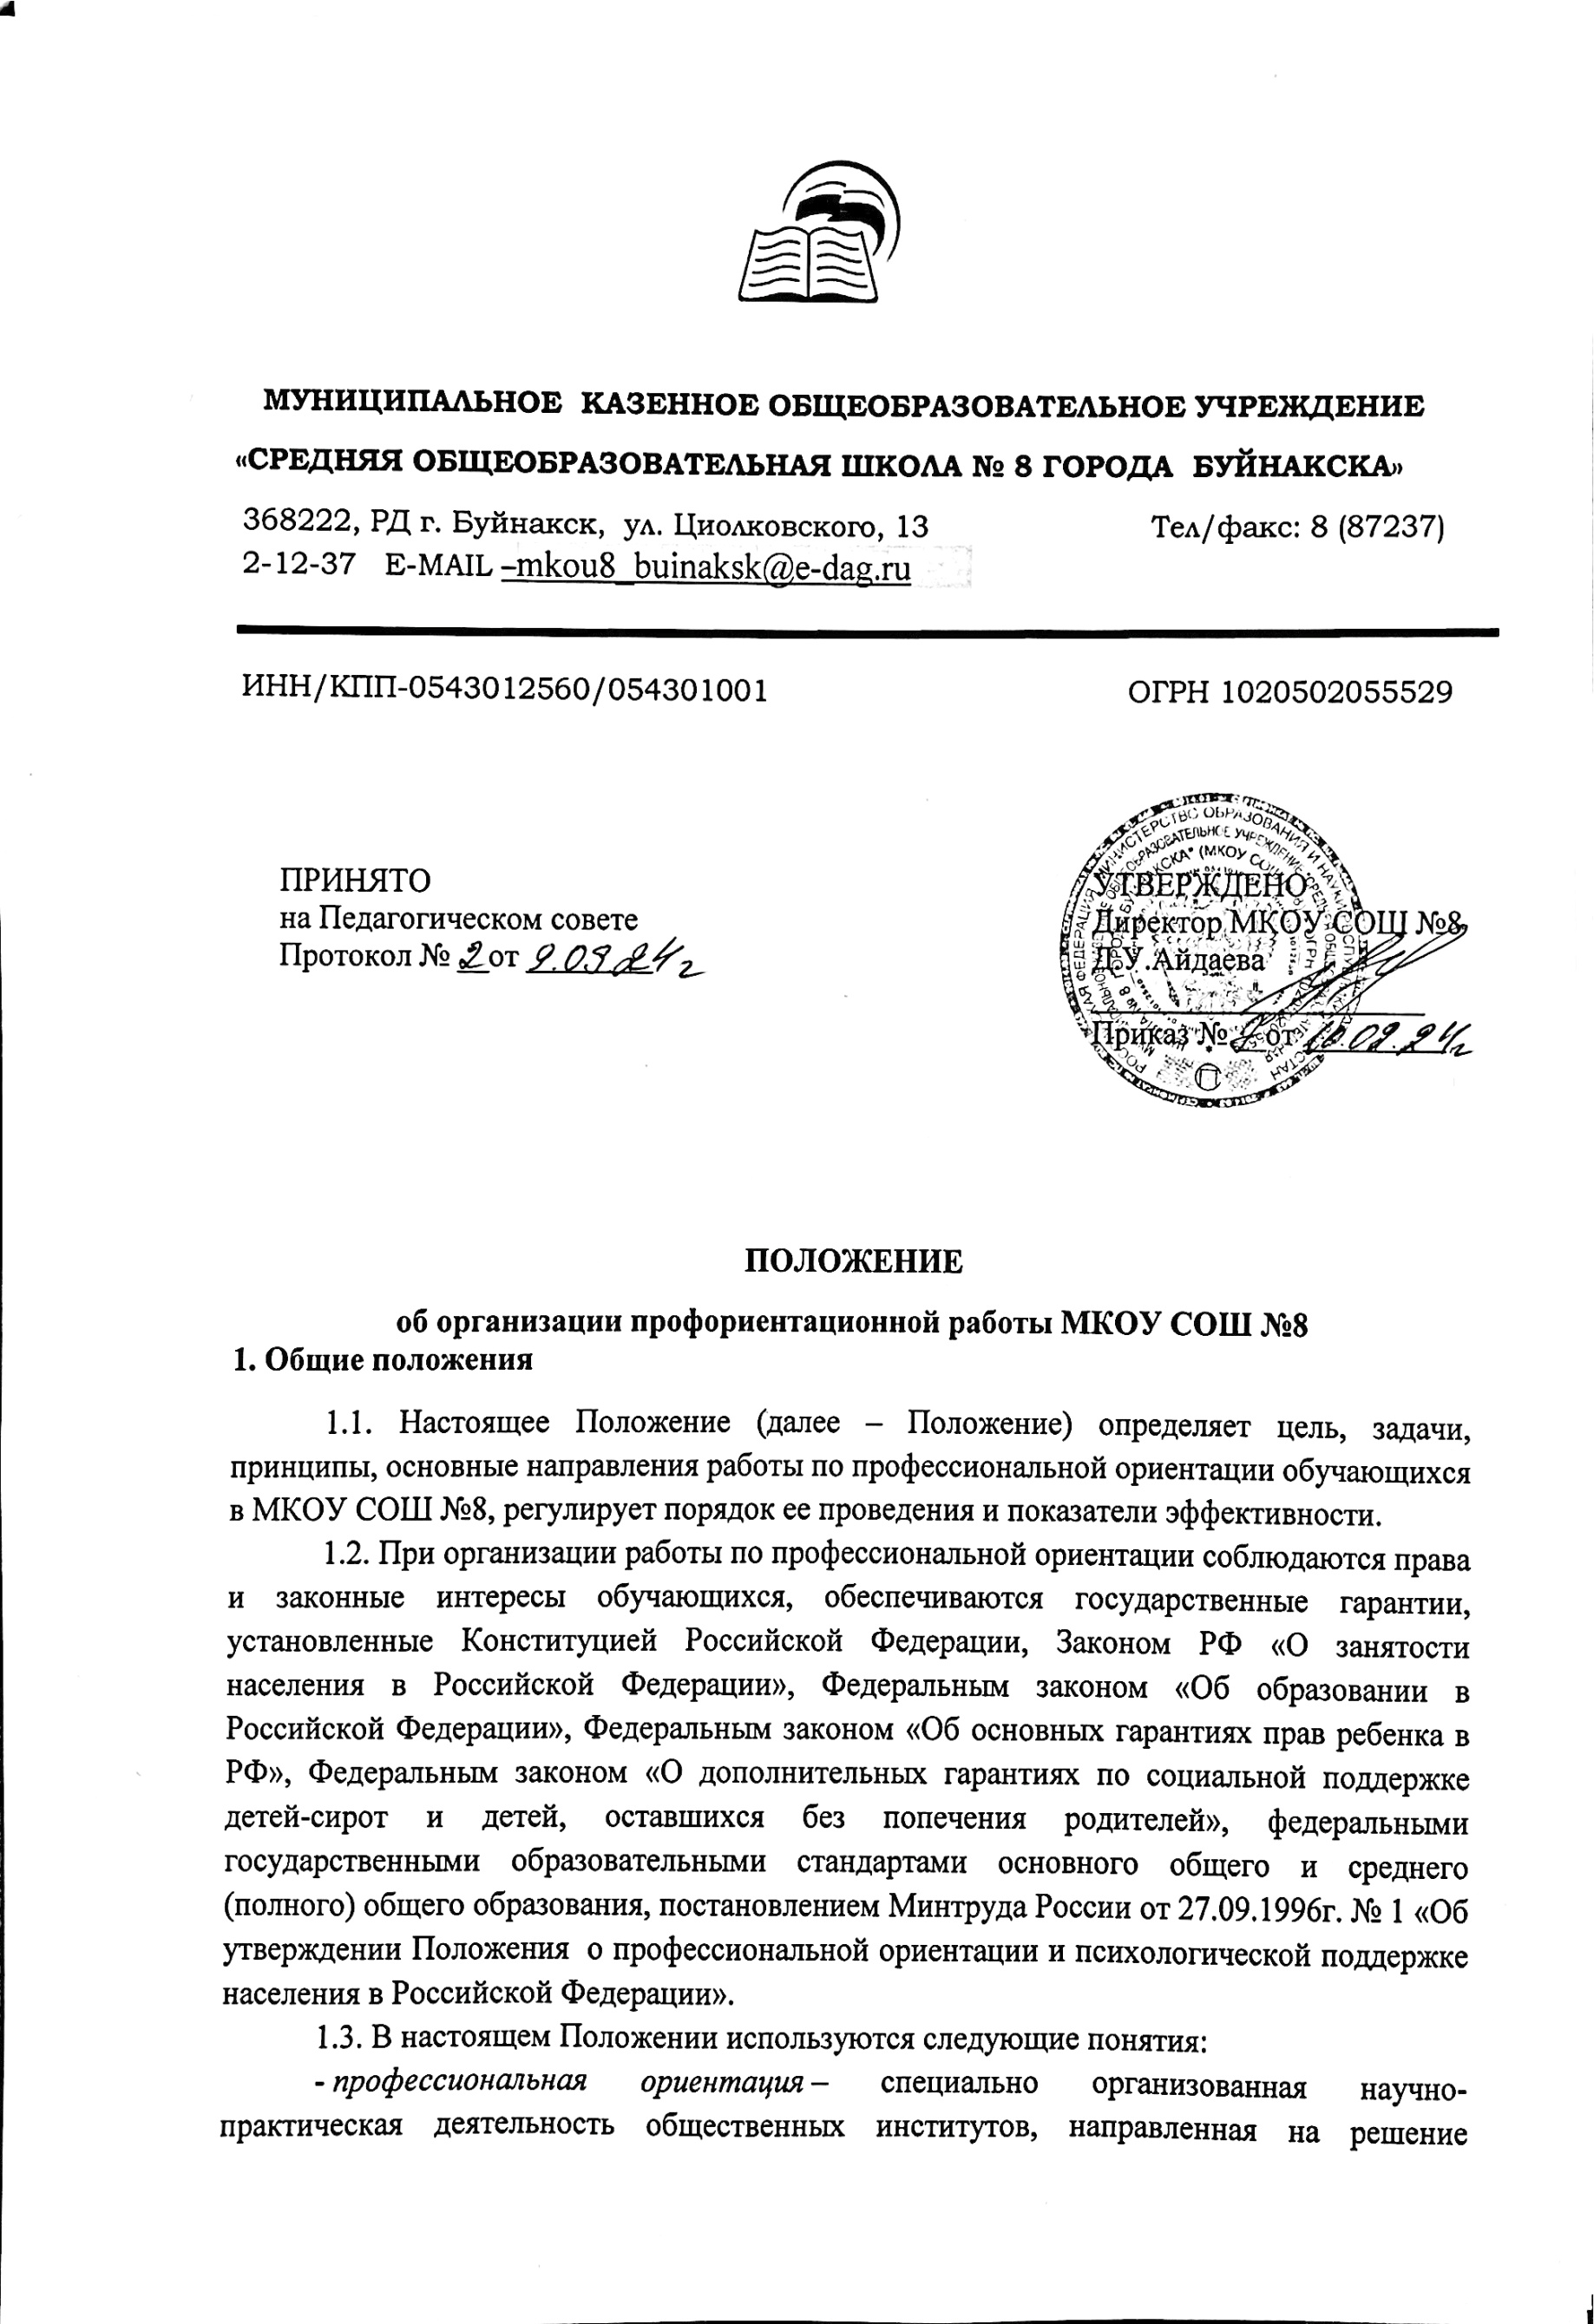 МУНИЦИПАЛЬНОЕ КАЗЕННОЕ ОБЩЕОБРАЗОВАТЕЛЬНОЕ УЧРЕЖДЕНИЕ
«СРЕДНЯЯ ОБЩЕОБРАЗОВАТЕЛЬНАЯ ШКОЛА № 8 ГОРОДА БУЙНАКСКА»
368222, РД г. Буйнакск, ул. Циолковского, 13 Тел/факс: 8 (87237)
2-12-37 E-MAIL –mkou8_buinaksk@e-dag.ru
ИНН/КПП-0543012560/054301001 ОГРН 1020502055529
ПРИНЯТО
на Педагогическом совете
Протокол № 2 от 9.09.24г
УТВЕРЖДЕНО
Директор МКОУ СОШ №8
Д.У.Айдаева
Приказ № от .09.24г
ПОЛОЖЕНИЕ
об организации профориентационной работы МКОУ СОШ №8
1. Общие положения
1.1. Настоящее Положение (далее – Положение) определяет цель, задачи,
принципы, основные направления работы по профессиональной ориентации обучающихся
в МКОУ СОШ №8, регулирует порядок ее проведения и показатели эффективности.
1.2. При организации работы по профессиональной ориентации соблюдаются права
и законные интересы обучающихся, обеспечиваются государственные гарантии,
установленные Конституцией Российской Федерации, Законом РФ «О занятости
населения в Российской Федерации», Федеральным законом «Об образовании в
Российской Федерации», Федеральным законом «Об основных гарантиях прав ребенка в
РФ», Федеральным законом «О дополнительных гарантиях по социальной поддержке
детей-сирот и детей, оставшихся без попечения родителей», федеральными
государственными образовательными стандартами основного общего и среднего
(полного) общего образования, постановлением Минтруда России от 27.09.1996г. № 1 «Об
утверждении Положения о профессиональной ориентации и психологической поддержке
населения в Российской Федерации».
1.3. В настоящем Положении используются следующие понятия:
- профессиональная ориентация – специально организованная научно-
практическая деятельность общественных институтов, направленная на решение